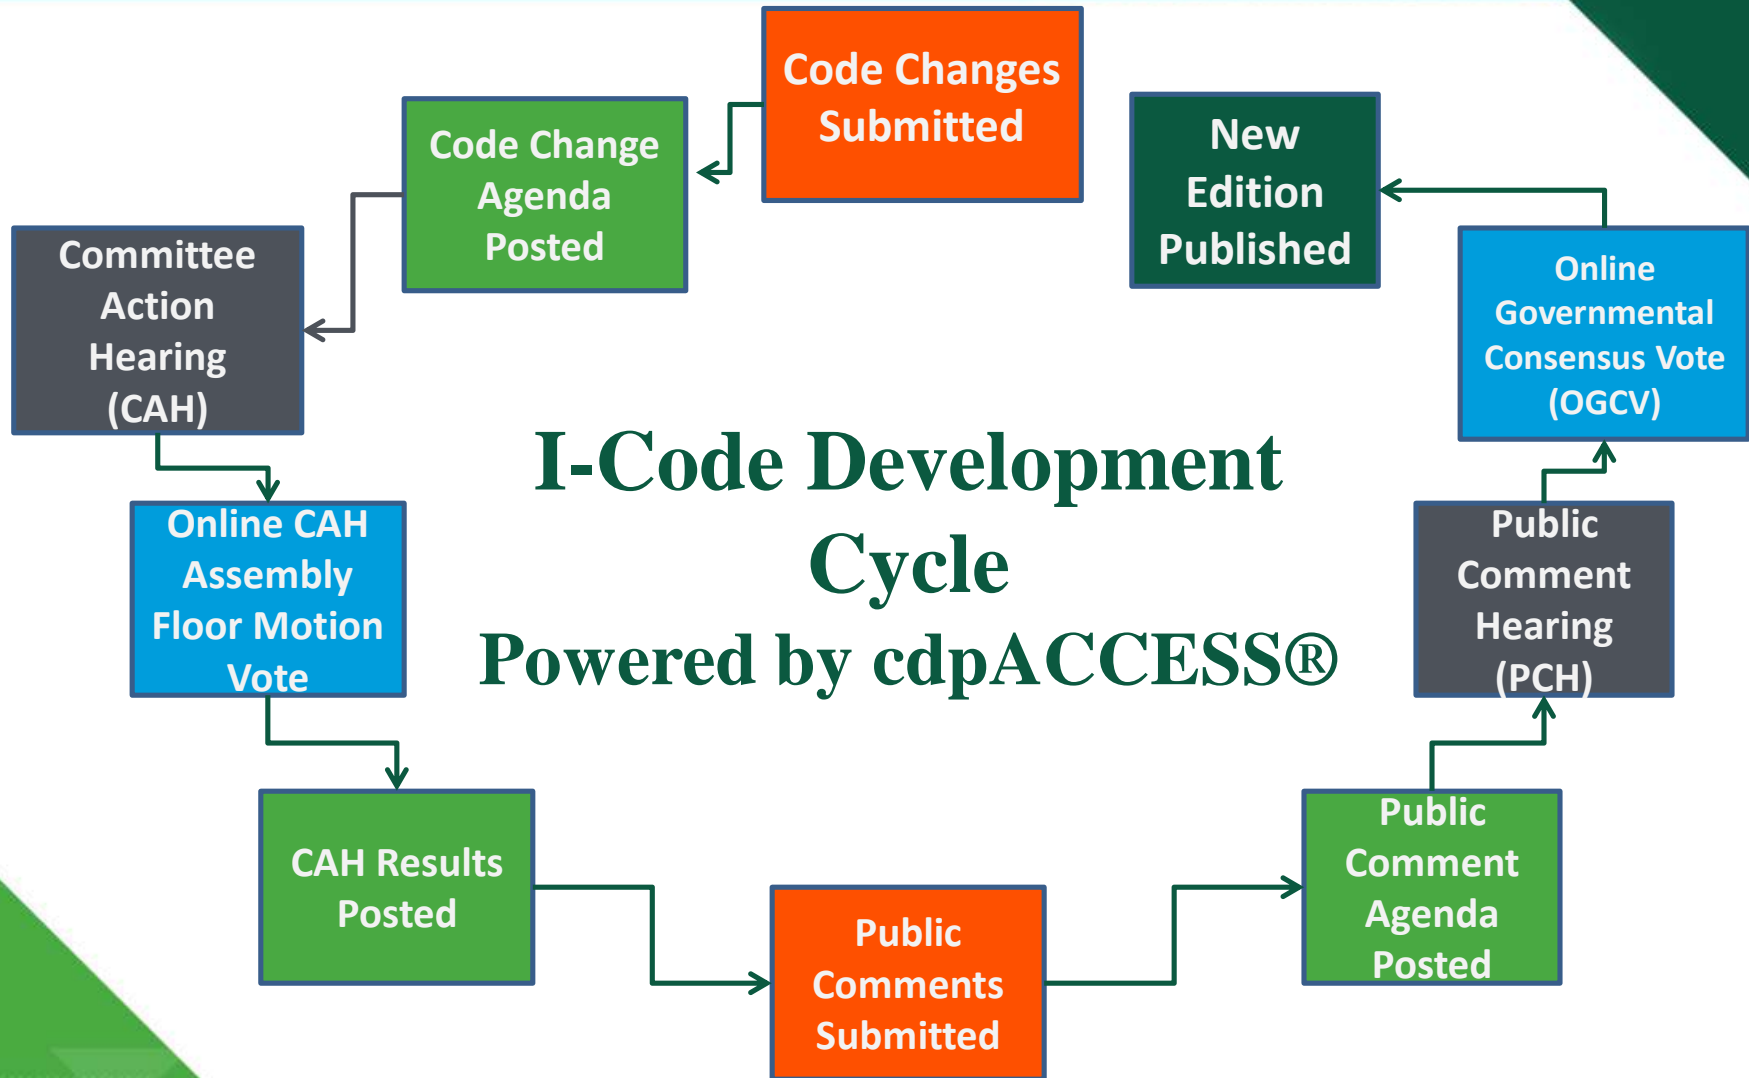 Code Changes
Submitted
Code Change
Agenda
Posted
Committee
Action
Hearing
(CAH)
Online CAH
Assembly
Floor Motion
Vote
CAH Results
Posted
Public
Comments
Submitted
Public
Comment
Agenda
Posted
Public
Comment
Hearing
(PCH)
Online
Governmental
Consensus Vote
(OGCV)
New
Edition
Published
I-Code Development
Cycle
Powered by cdpACCESS®